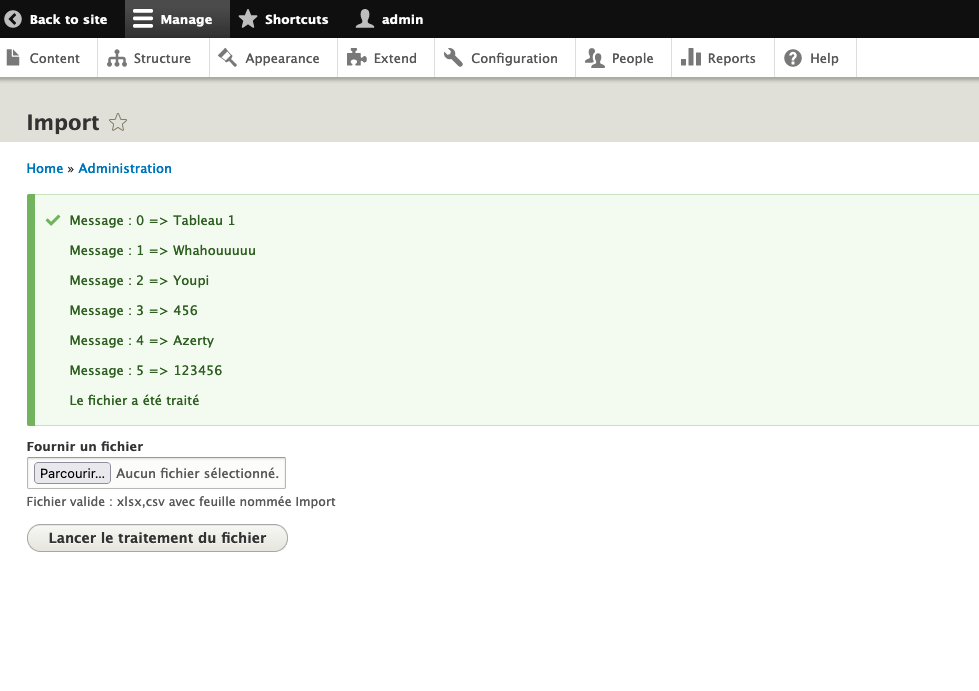 Back to site Manage Shortcuts admin
Content Structure Appearance Extend Configuration People Reports Help
Import
Home » Administration
Message : 0 => Tableau 1
Message : 1 => Whahouuuuu
Message : 2 => Youpi
Message : 3 => 456
Message : 4 => Azerty
Message : 5 => 123456
Le fichier a été traité
Fournir un fichier
Parcourir... Aucun fichier sélectionné.
Fichier valide : xlsx,csv avec feuille nommée Import
Lancer le traitement du fichier